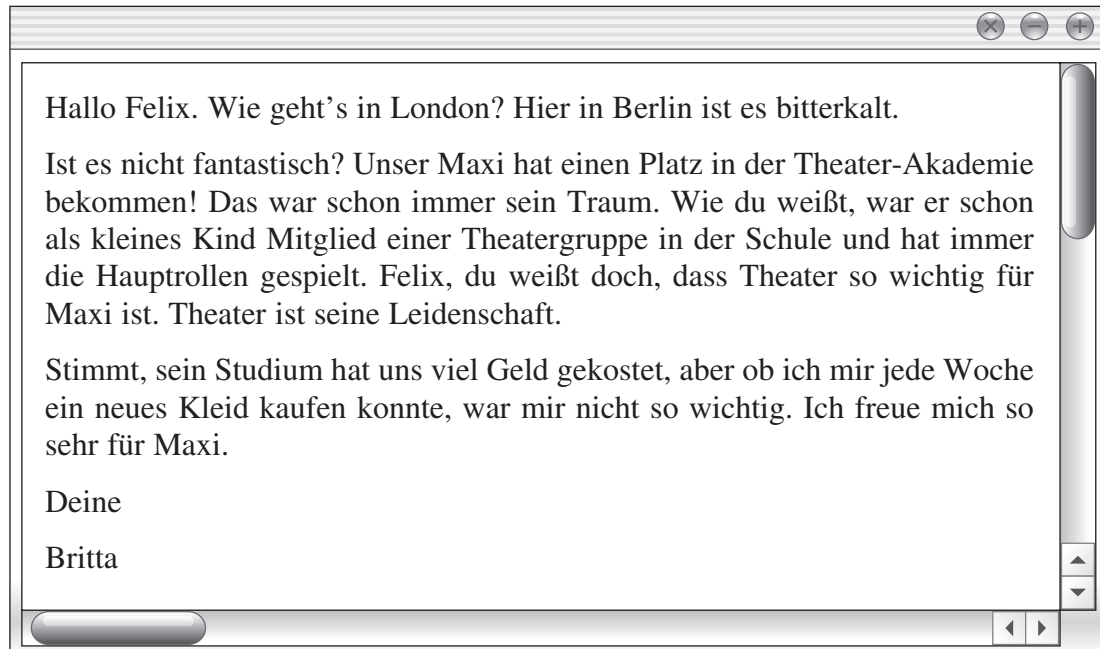 Hallo Felix. Wie geht's in London? Hier in Berlin ist es bitterkalt.
Ist es nicht fantastisch? Unser Maxi hat einen Platz in der Theater-Akademie
bekommen! Das war schon immer sein Traum. Wie du weißt, war er schon
als kleines Kind Mitglied einer Theatergruppe in der Schule und hat immer
die Hauptrollen gespielt. Felix, du weißt doch, dass Theater so wichtig für
Maxi ist. Theater ist seine Leidenschaft.
Stimmt, sein Studium hat uns viel Geld gekostet, aber ob ich mir jede Woche
ein neues Kleid kaufen konnte, war mir nicht so wichtig. Ich freue mich so
sehr für Maxi.
Deine
Britta